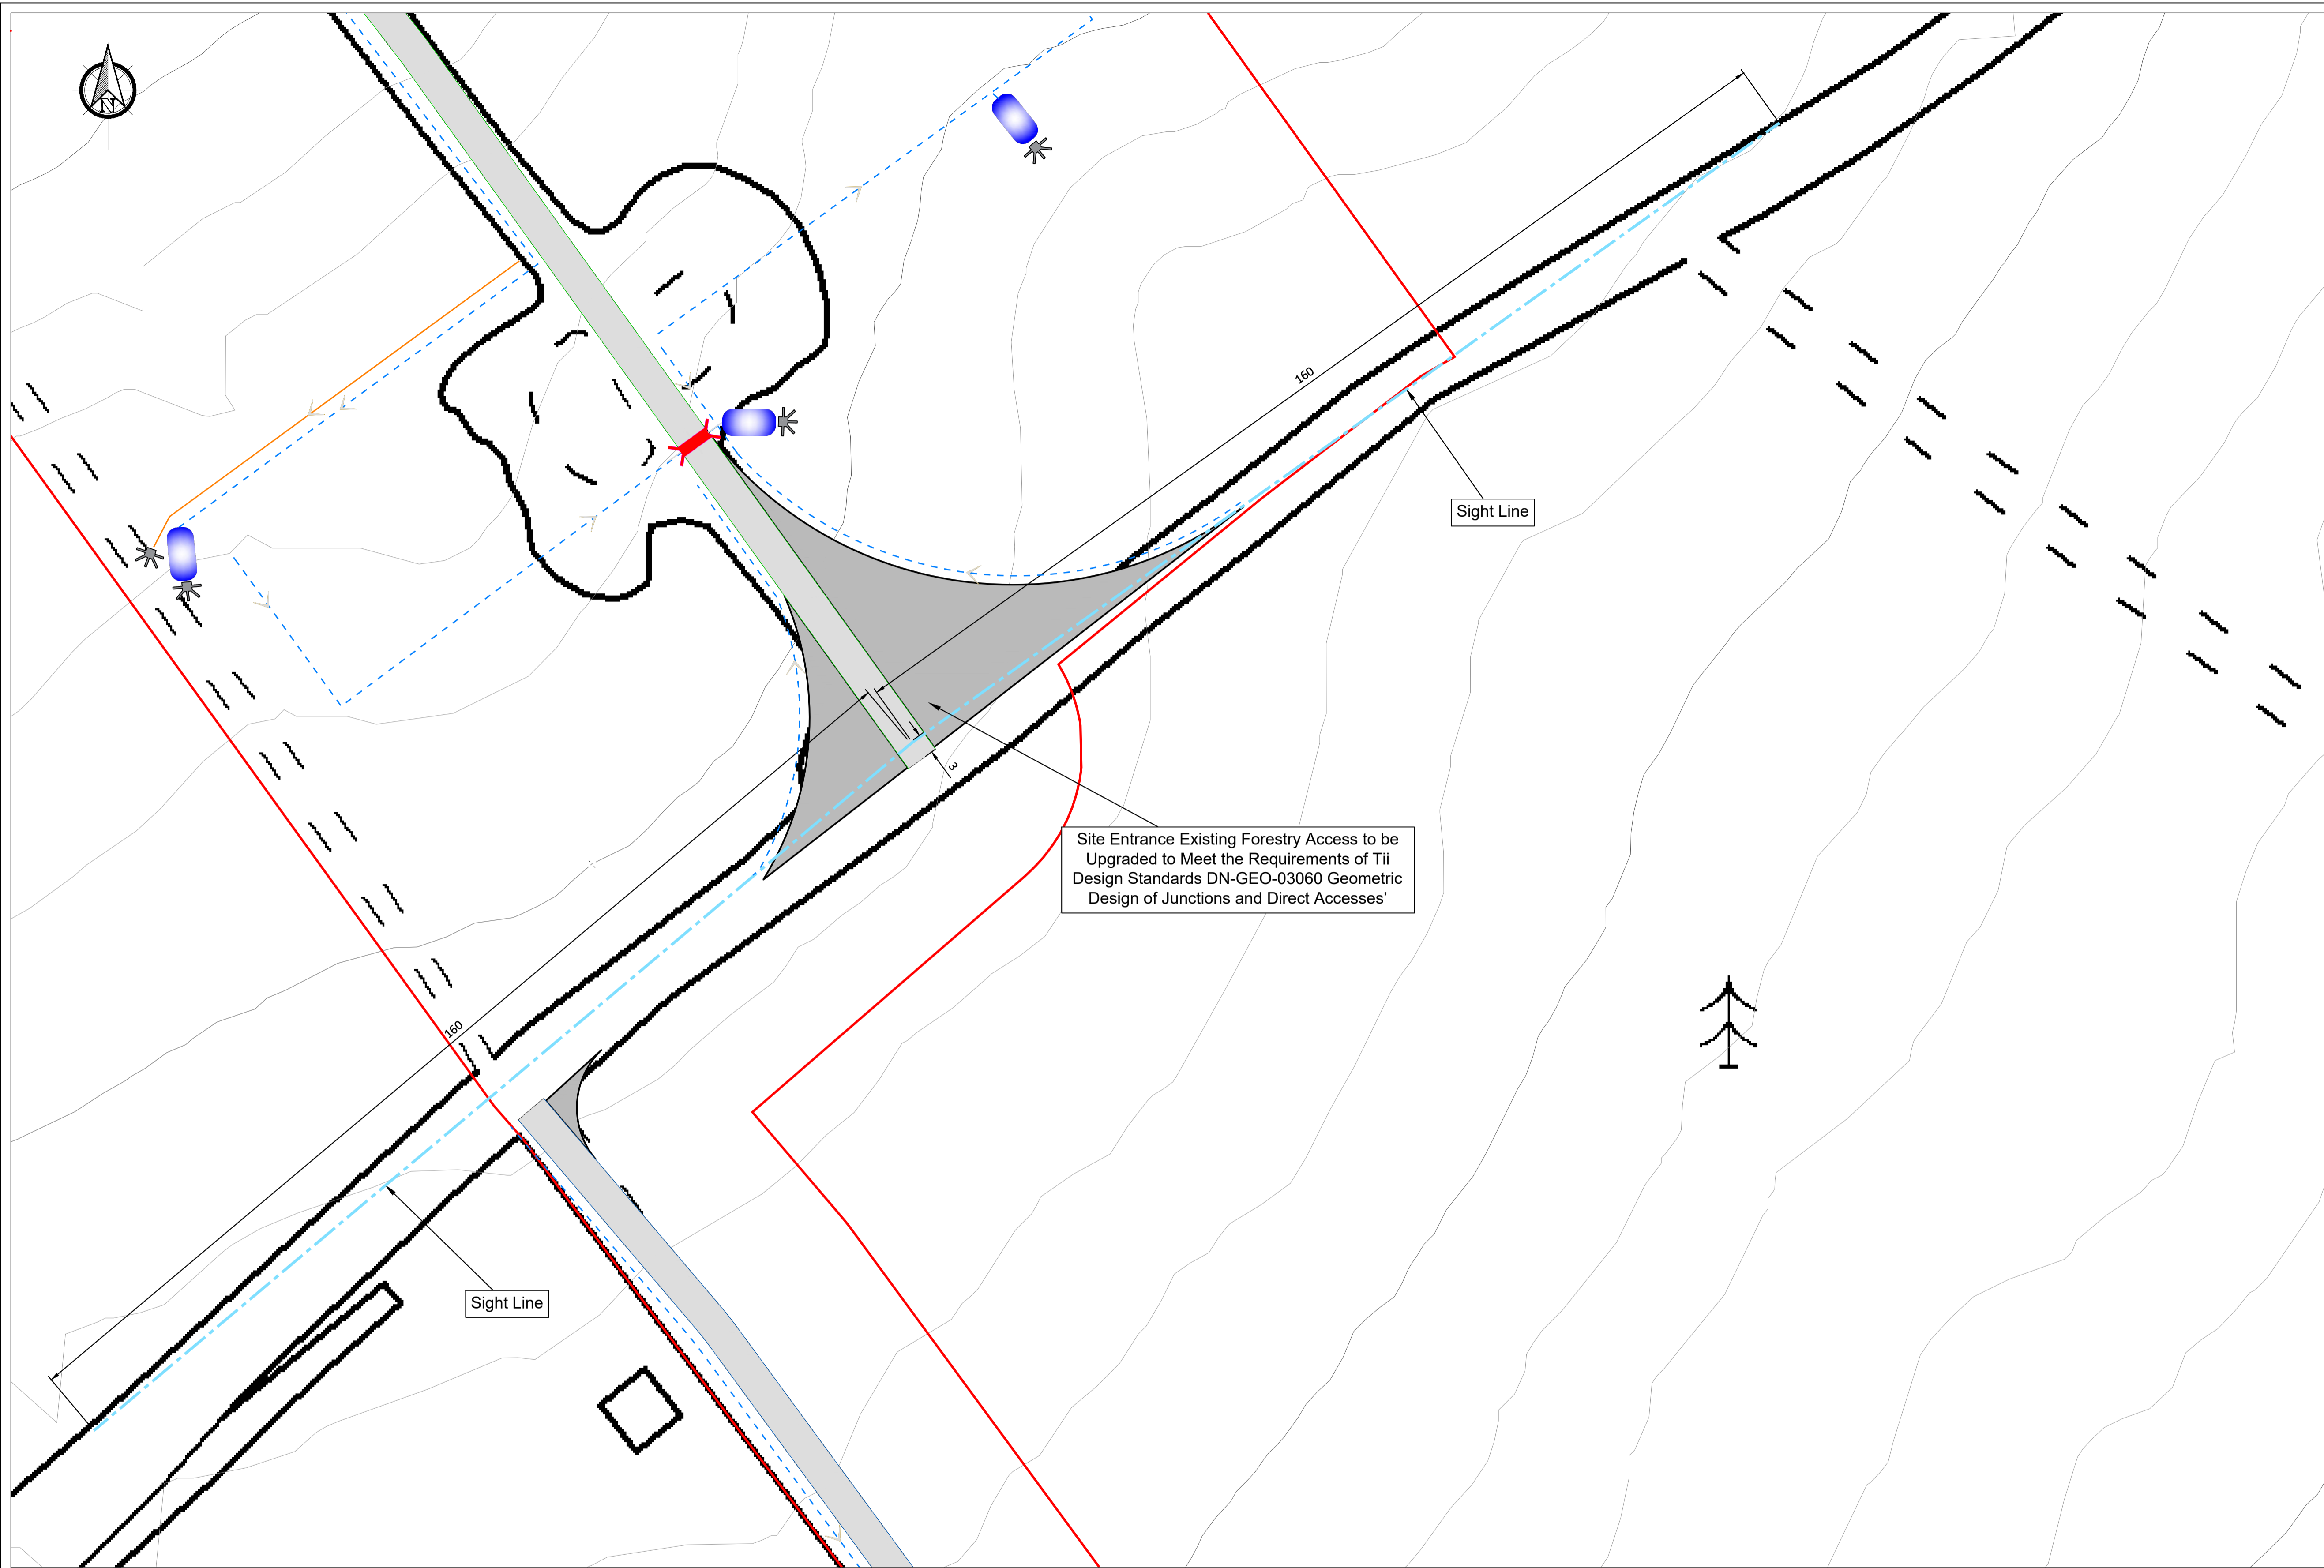 N
160
Sight Line
3
Site Entrance Existing Forestry Access to be
Upgraded to Meet the Requirements of Tii
Design Standards DN-GEO-03060 Geometric
Design of Junctions and Direct Accesses’
160
Sight Line